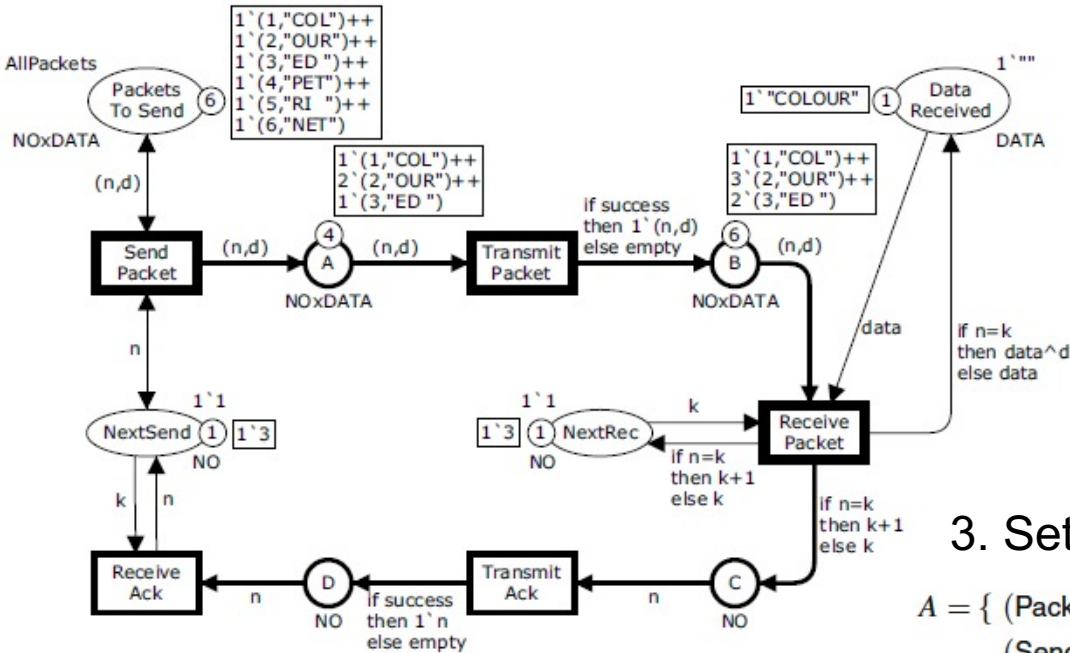 1`(1,"COL")++
1`(2,"OUR")++
1`(3,"ED ")++
1`(4,"PET")++
1`(5,"RI  ")++
1`(6,"NET")
AllPackets
Packets
To Send
6
NOxDATA
1`""
1`"COLOUR"
1
Data
Received
DATA
(n,d)
1`(1,"COL")++
2`(2,"OUR")++
1`(3,"ED ")
4
1`(1,"COL")++
3`(2,"OUR")++
2`(3,"ED ")
6
Send
Packet
(n,d)
A
NOxDATA
(n,d)
Transmit
Packet
if success
then 1`(n,d)
else empty
B
NOxDATA
(n,d)
data
if n=k
then data^d
else data
n
1`1
NextSend
1
1`3
NO
1`1
1`3
1
NextRec
NO
k
if n=k
then k+1
else k
Receive
Packet
k
n
if n=k
then k+1
else k
Receive
Ack
n
D
NO
if success
then 1`n
else empty
Transmit
Ack
n
C
NO
3. Set
A = { (Pack
(Send